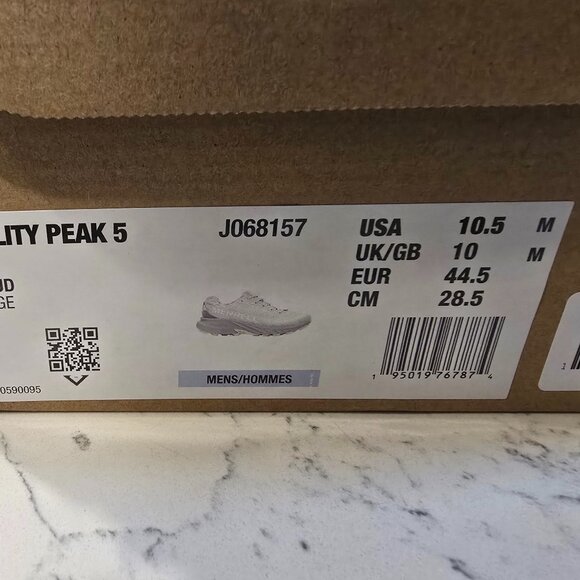 LITY PEAK 5 J068157
UD
GE
0590095
MERRELL
MENS/HOMMES
USA 10.5 M
UK/GB 10 M
EUR 44.5
CM 28.5
1 95019 76787 4